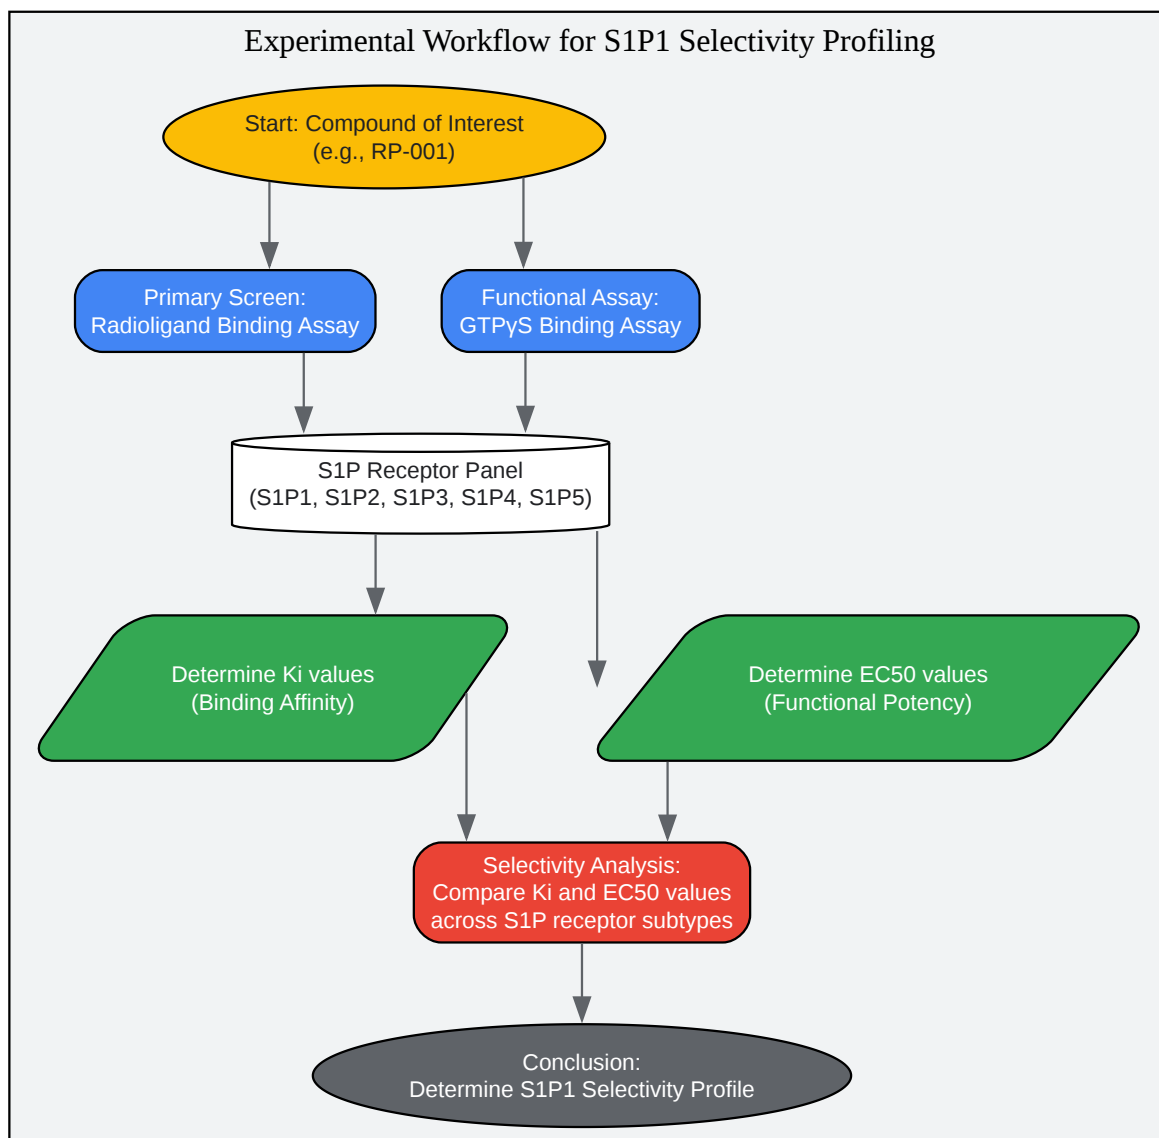 Experimental Workflow for S1P1 Selectivity Profiling
Start: Compound of Interest
(e.g., RP-001)
Primary Screen:
Radioligand Binding Assay
Functional Assay:
GTPγS Binding Assay
S1P Receptor Panel
(S1P1, S1P2, S1P3, S1P4, S1P5)
Determine Ki values
(Binding Affinity)
Determine EC50 values
(Functional Potency)
Selectivity Analysis:
Compare Ki and EC50 values
across S1P receptor subtypes
Conclusion:
Determine S1P1 Selectivity Profile